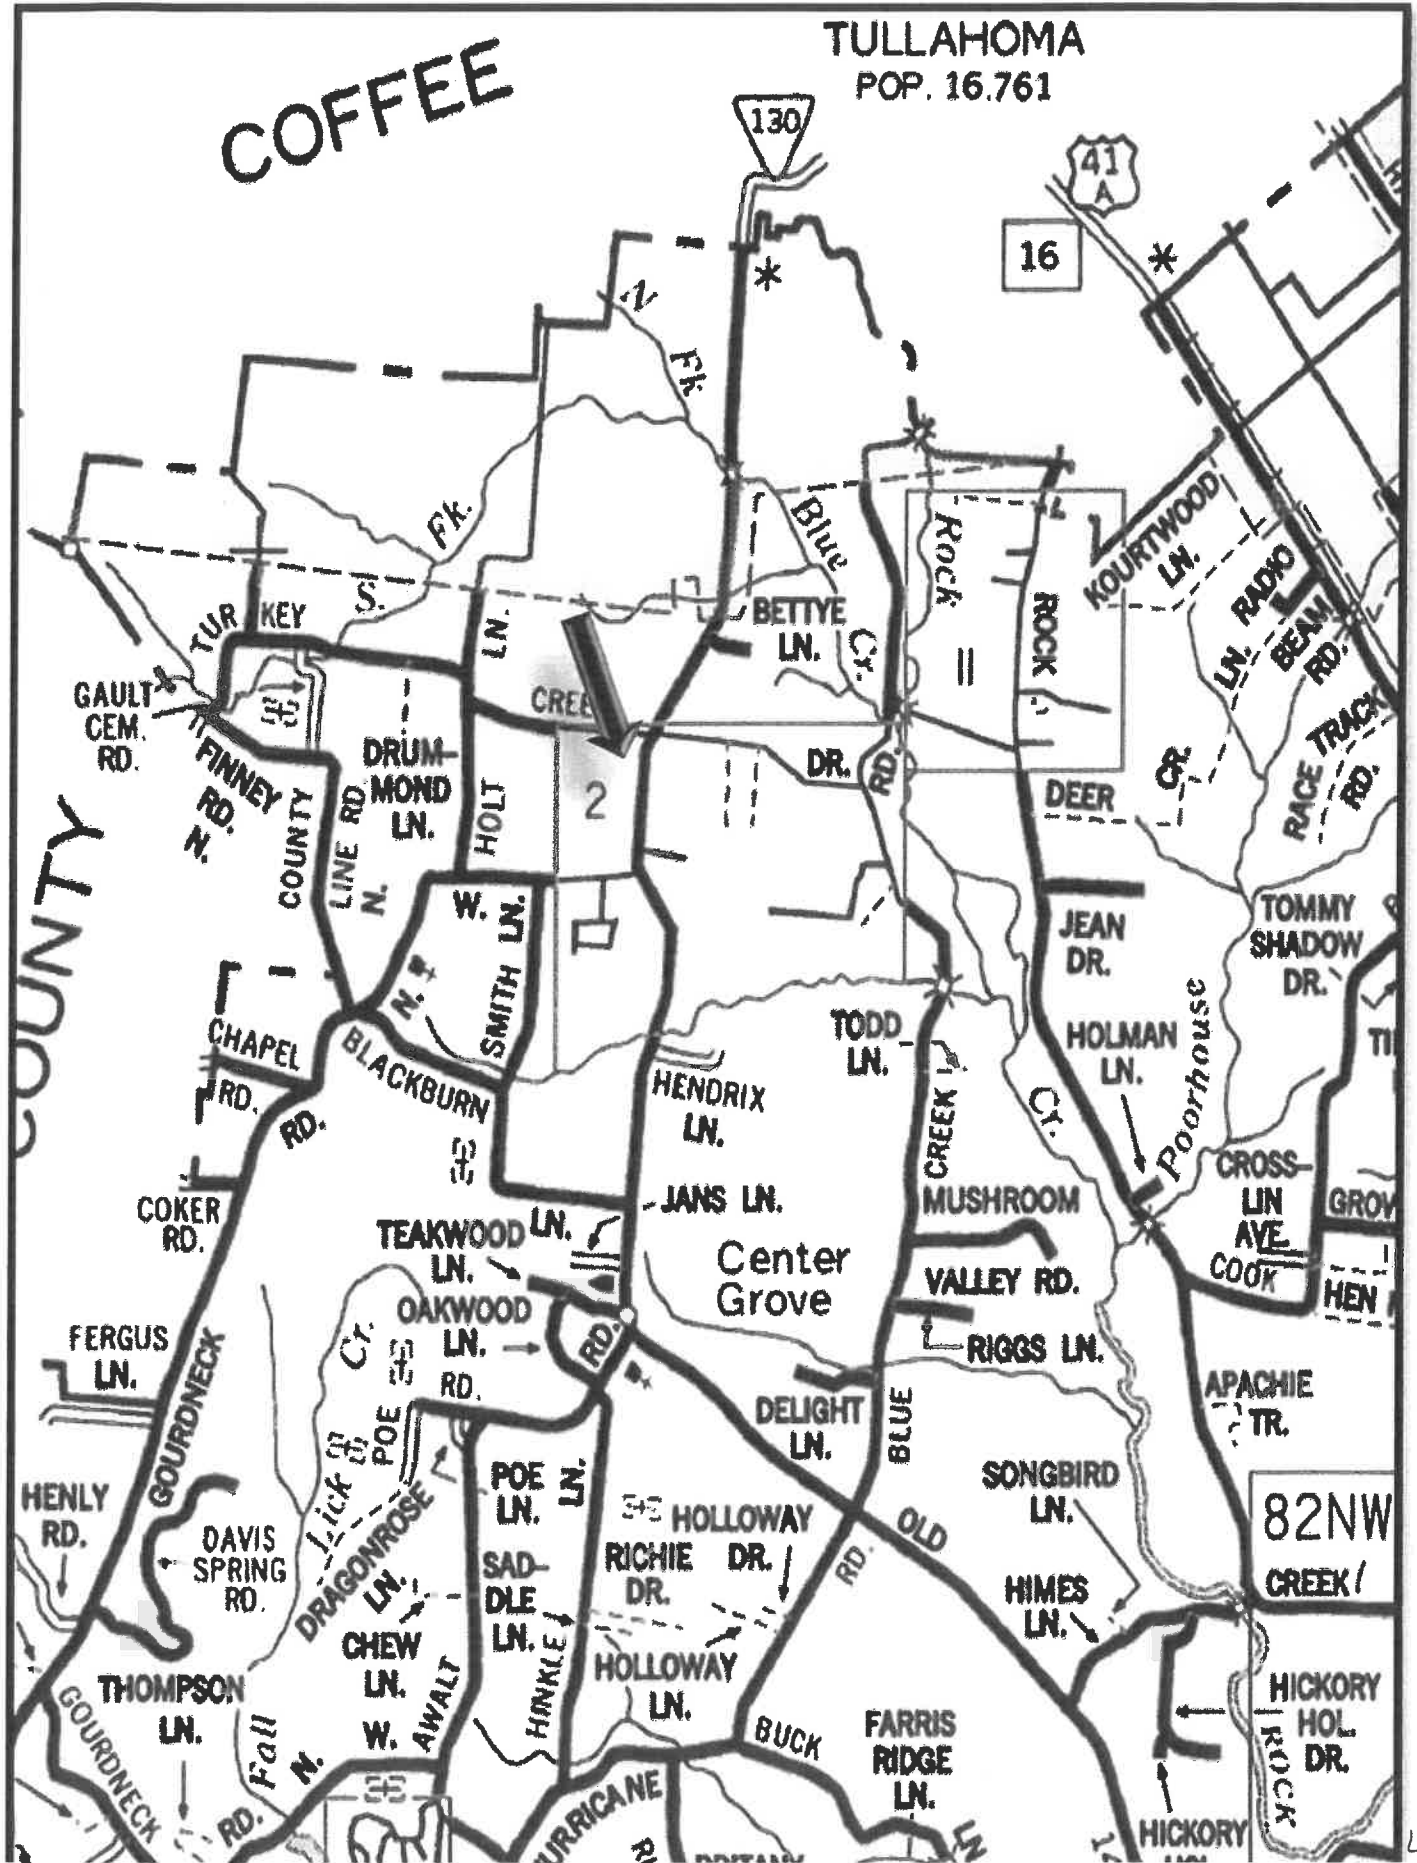 COFFEE
TULLAHOMA
POP. 16.761
130
41
A
16
N
Fk
Fk.
S.
TUR
KEY
LN.
BETTYE
LN.
Blue
Cr.
Rock
11
ROCK
KOURTWOOD
LN.
RADIO
BEAM
RD.
LN.
GAULT
CEM.
RD.
FINNEY
RD.
N.
DRUM-
MOND
LN.
COUNTY
LINE RD
N.
HOLT
2
DR.
RD.
DEER
CR.
RACE
TRACK
RD.
COUNTY
W.
SMITH LN.
N.
JEAN
DR.
TOMMY
SHADOW
DR.
CHAPEL
RD.
RD.
BLACKBURN
TODD
LN.
HOLMAN
LN.
Poorhouse
HENDRIX
LN.
CREEK
Cr.
COKER
RD.
JANS LN.
LN.
TEAKWOOD
LN.
Center
Grove
MUSHROOM
VALLEY RD.
CROSS-
LIN
AVE.
GROV
COOK
HEN
OAKWOOD
LN.
RD.
RIGGS LN.
FERGUS
LN.
GOURDNECK
Lick
Cr.
POE
RD.
DELIGHT
LN.
BLUE
APACHIE
TR.
HENLY
RD.
DAVIS
SPRING
RD.
DRAGONROSE
LN.
POE
LN.
LN.
HOLLOWAY
DR.
RICHIE
DR.
RD.
OLD
SONGBIRD
LN.
82NW
CREEK
HIMES
LN.
SAD-
DLE
LN.
CHEW
LN.
HINKLE
HOLLOWAY
LN.
THOMPSON
LN.
GOURDNECK
RD.
Fall
N.
W.
AWALT
BUCK
FARRIS
RIDGE
LN.
LN
HICKORY
HOL.
DR.
ROCK
HURRICANE
HICKORY